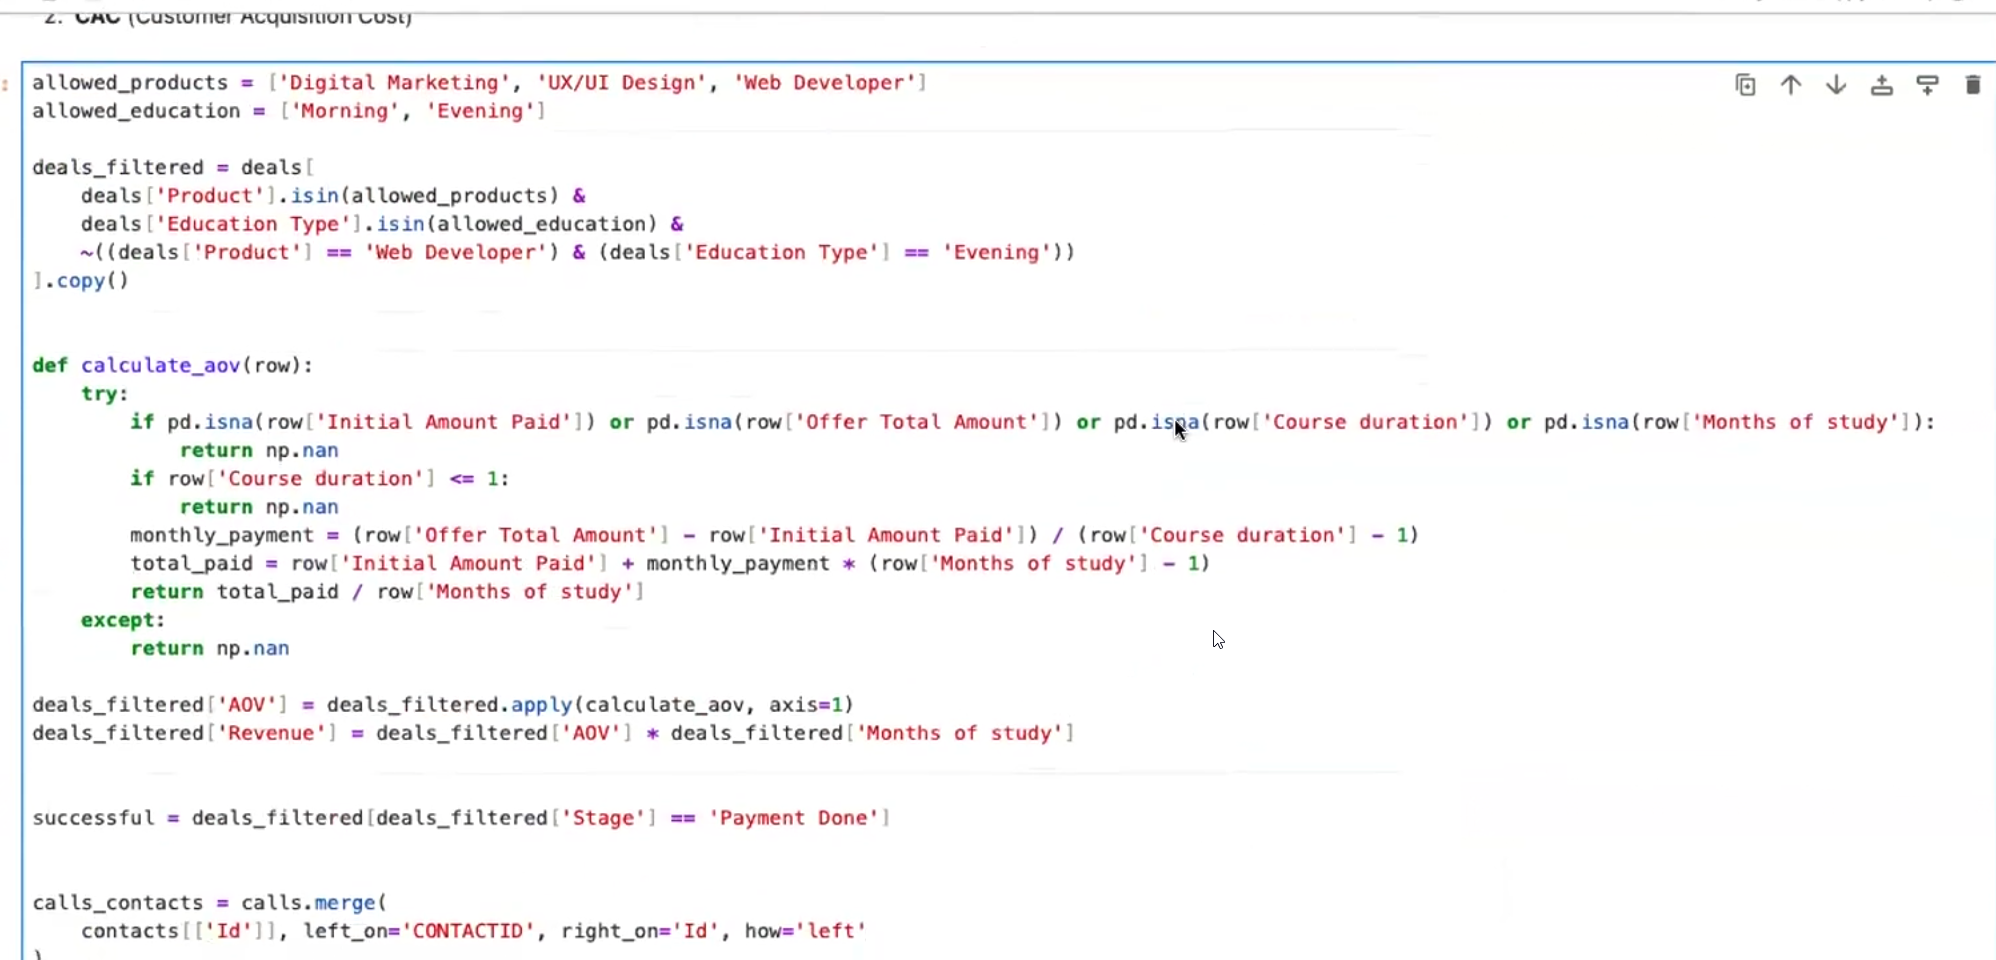 2. CAC (Customer Acquisition Cost)
allowed_products = ['Digital Marketing', 'UX/UI Design', 'Web Developer']
allowed_education = ['Morning', 'Evening']
deals_filtered = deals[
    deals['Product'].isin(allowed_products) &
    deals['Education Type'].isin(allowed_education) &
    ~((deals['Product'] == 'Web Developer') & (deals['Education Type'] == 'Evening'))
].copy()
def calculate_aov(row):
    try:
        if pd.isna(row['Initial Amount Paid']) or pd.isna(row['Offer Total Amount']) or pd.isna(row['Course duration']) or pd.isna(row['Months of study']):
            return np.nan
        if row['Course duration'] <= 1:
            return np.nan
        monthly_payment = (row['Offer Total Amount'] - row['Initial Amount Paid']) / (row['Course duration'] - 1)
        total_paid = row['Initial Amount Paid'] + monthly_payment * (row['Months of study'] - 1)
        return total_paid / row['Months of study']
    except:
        return np.nan
deals_filtered['AOV'] = deals_filtered.apply(calculate_aov, axis=1)
deals_filtered['Revenue'] = deals_filtered['AOV'] * deals_filtered['Months of study']
successful = deals_filtered[deals_filtered['Stage'] == 'Payment Done']
calls_contacts = calls.merge(
    contacts[['Id']], left_on='CONTACTID', right_on='Id', how='left'
)